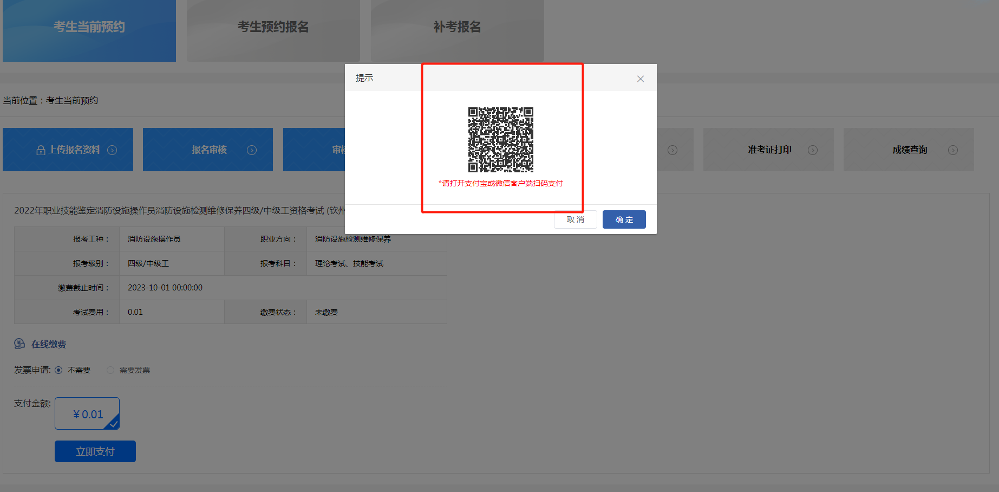 考生当前预约
考生预约报名
补考报名
提示
当前位置：考生当前预约
上传报名资料
报名审核
准考证打印
成绩查询
*请打开支付宝或微信客户端扫码支付
取 消
确 定
2022年职业技能鉴定消防设施操作员消防设施检测维修保养四级/中级工资格考试 (钦州
报考工种：
消防设施操作员
职业方向：
消防设施检测维修保养
报考级别：
四级/中级工
报考科目：
理论考试、技能考试
缴费截止时间：
2023-10-01 00:00:00
考试费用：
0.01
缴费状态：
未缴费
在线缴费
发票申请:
不需要
需要发票
支付金额:
¥ 0.01
立即支付